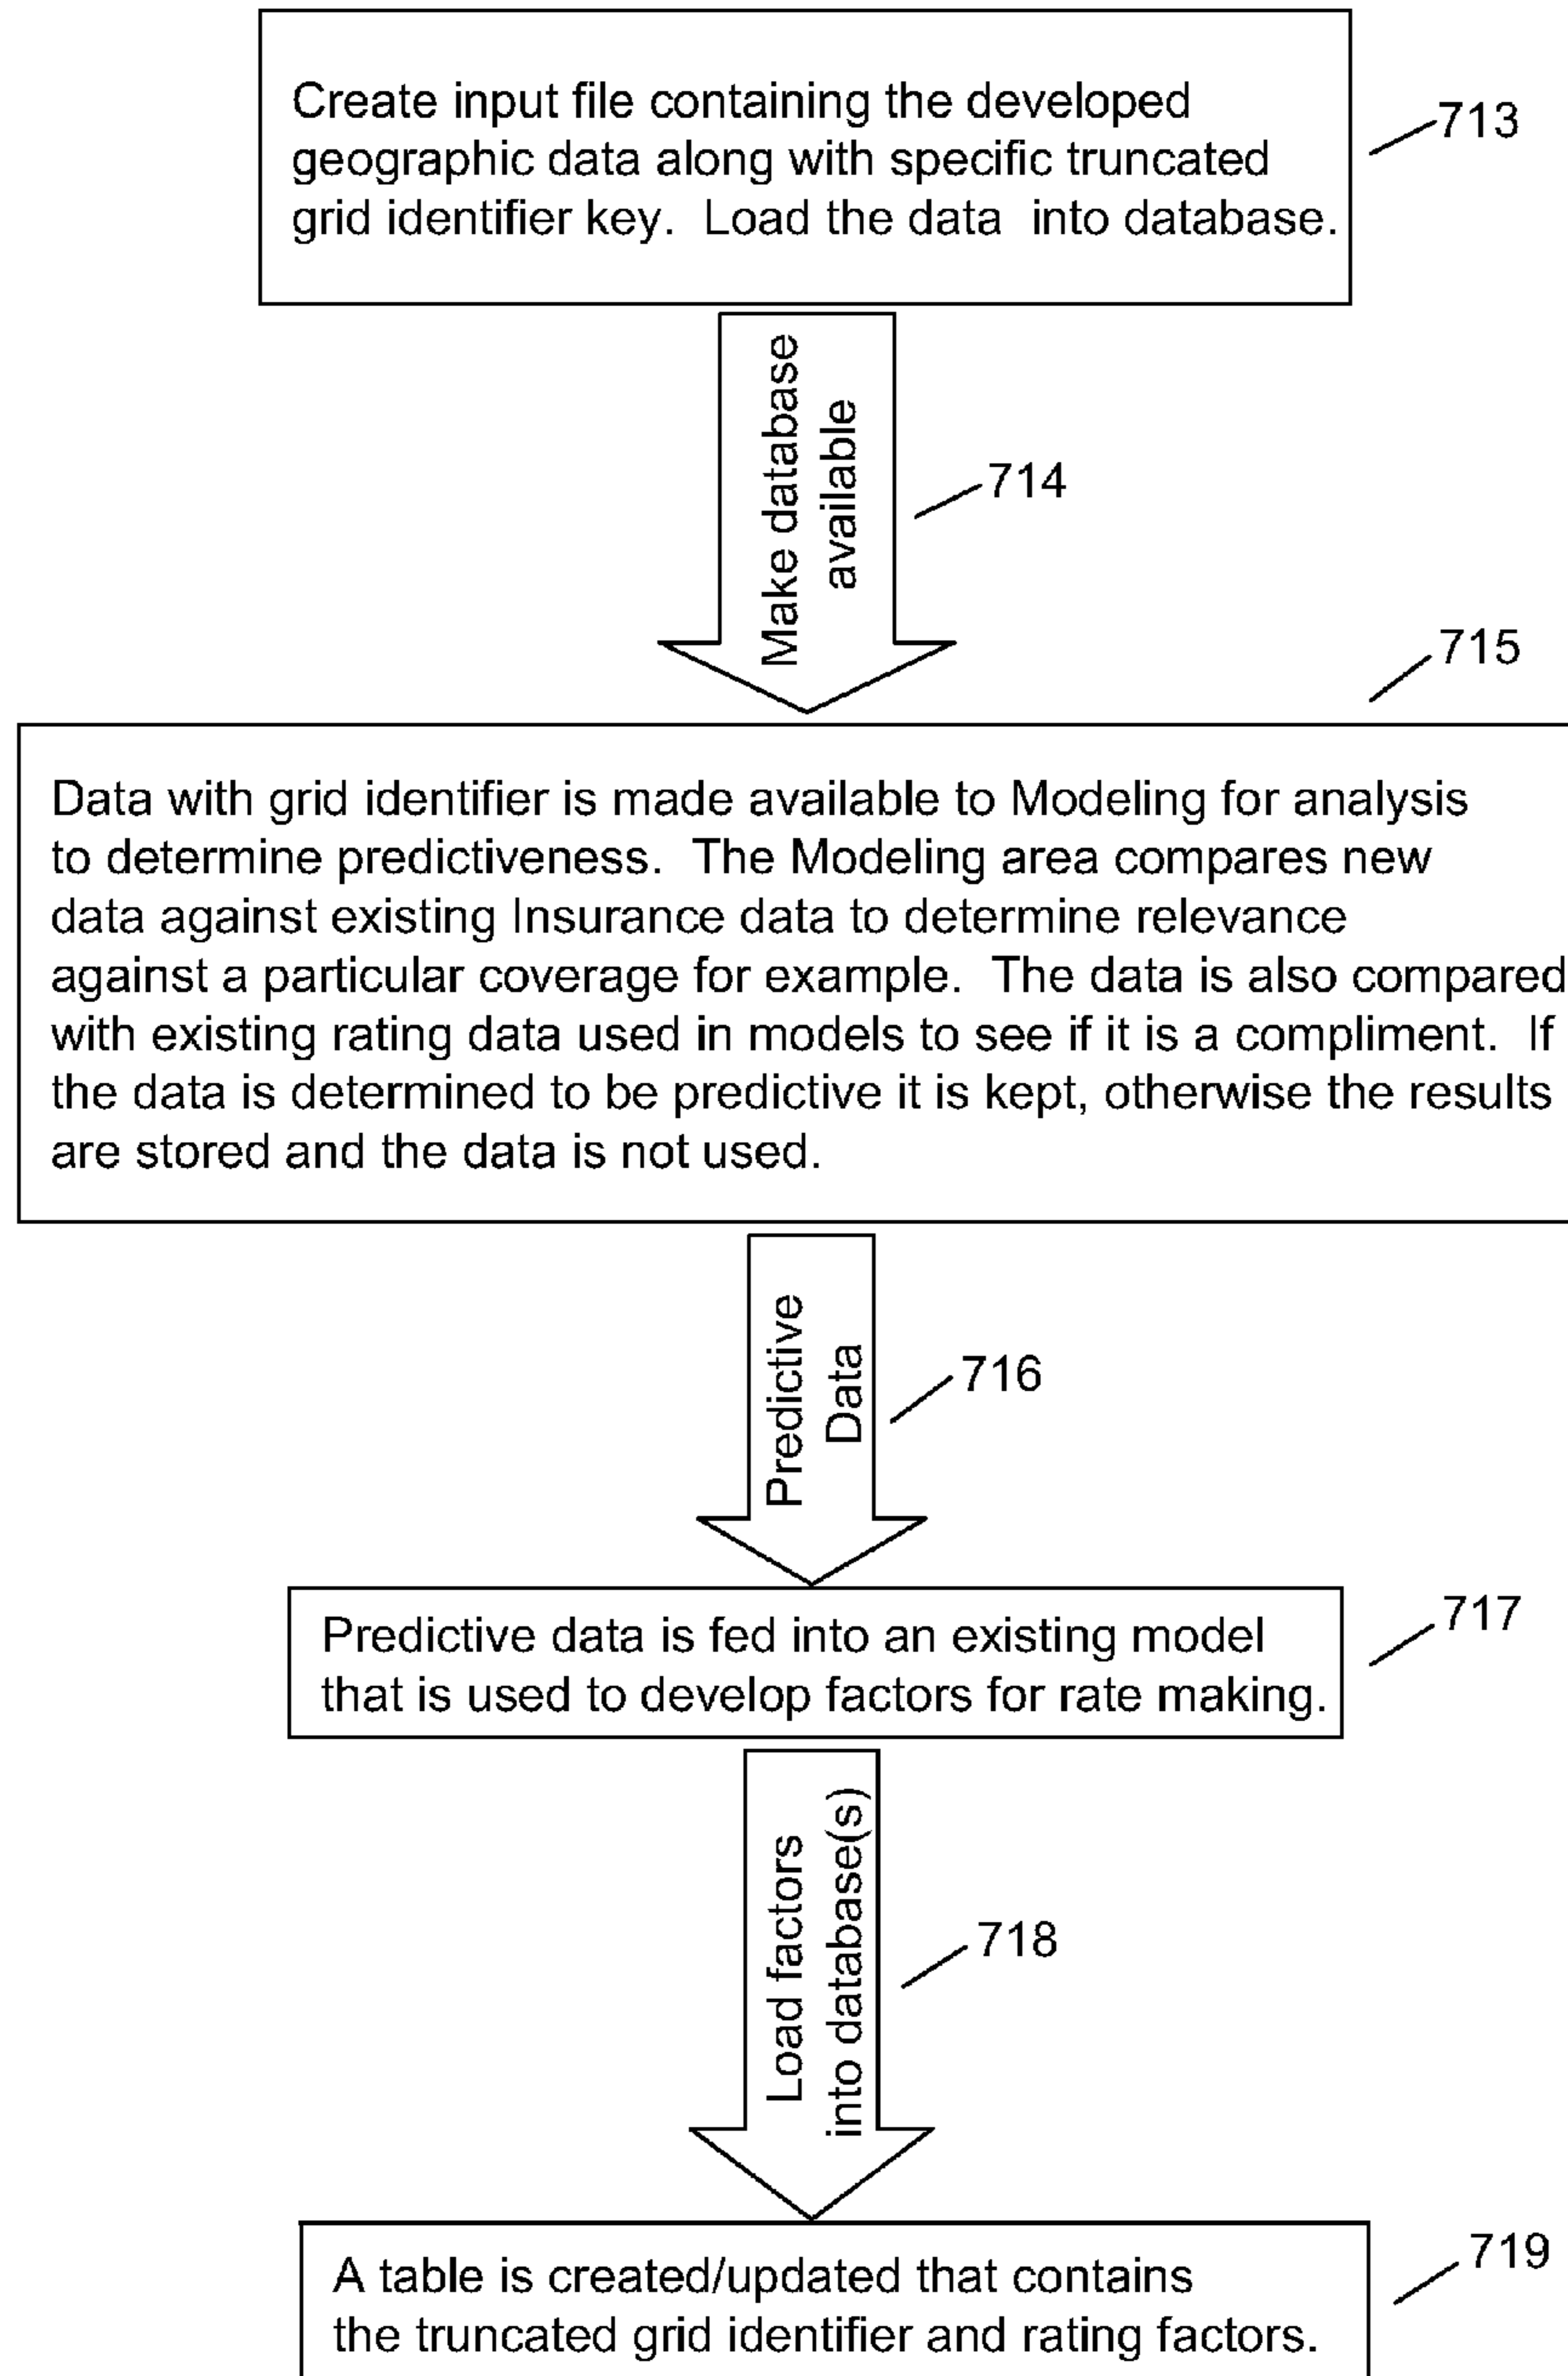 Create input file containing the developed
geographic data along with specific truncated
grid identifier key. Load the data into database.
713
Make database
available
714
715
Data with grid identifier is made available to Modeling for analysis
to determine predictiveness. The Modeling area compares new
data against existing Insurance data to determine relevance
against a particular coverage for example. The data is also compared
with existing rating data used in models to see if it is a compliment. If
the data is determined to be predictive it is kept, otherwise the results
are stored and the data is not used.
Predictive
Data
716
Predictive data is fed into an existing model
that is used to develop factors for rate making.
717
Load factors
into database(s)
718
A table is created/updated that contains
the truncated grid identifier and rating factors.
719